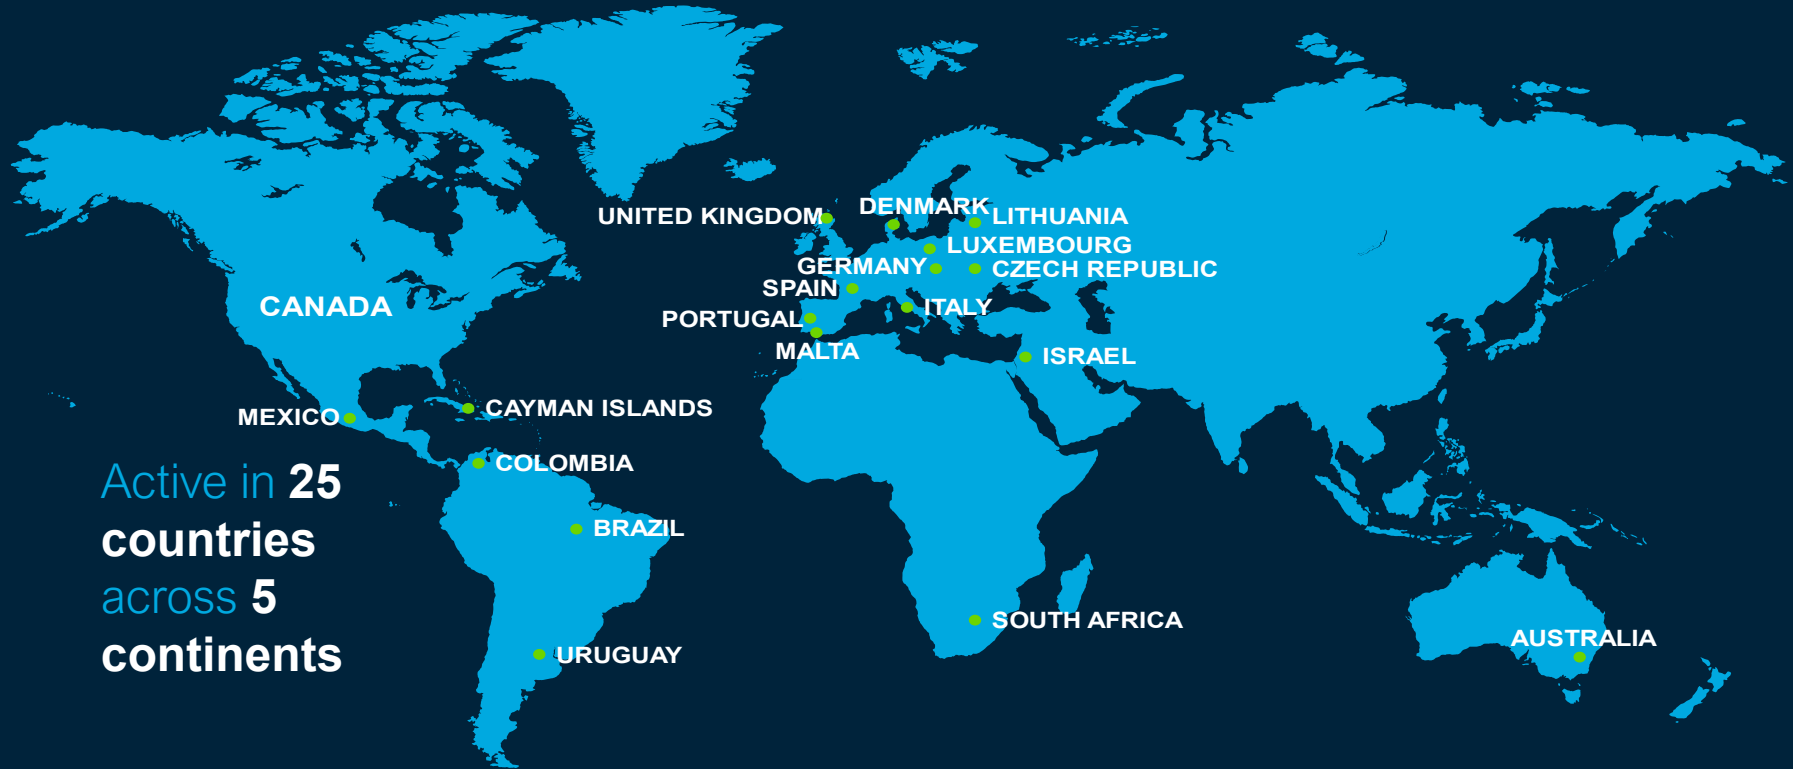 UNITED KINGDOM
DENMARK
LITHUANIA
LUXEMBOURG
GERMANY
CZECH REPUBLIC
SPAIN
CANADA
ITALY
PORTUGAL
MALTA
ISRAEL
MEXICO
CAYMAN ISLANDS
COLOMBIA
Active in 25
countries
across 5
continents
BRAZIL
SOUTH AFRICA
AUSTRALIA
URUGUAY